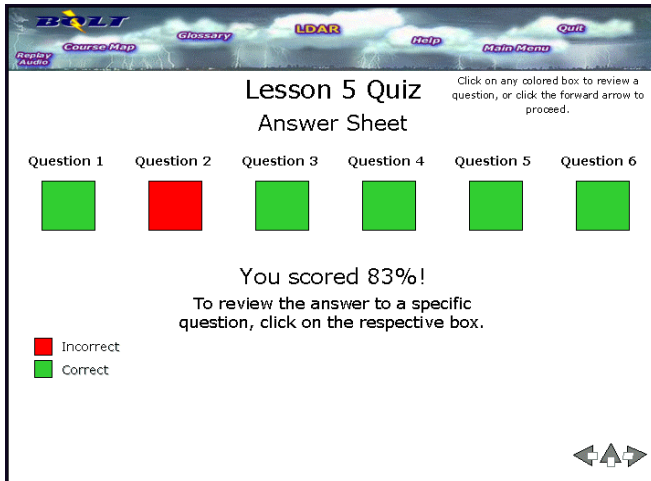 BOLT
Replay Audio
Course Map
Glossary
LDAR
Help
Main Menu
Quit
Lesson 5 Quiz
Answer Sheet
Click on any colored box to review a
question, or click the forward arrow to
proceed.
Question 1 Question 2 Question 3 Question 4 Question 5 Question 6
You scored 83%!
To review the answer to a specific
question, click on the respective box.
Incorrect
Correct